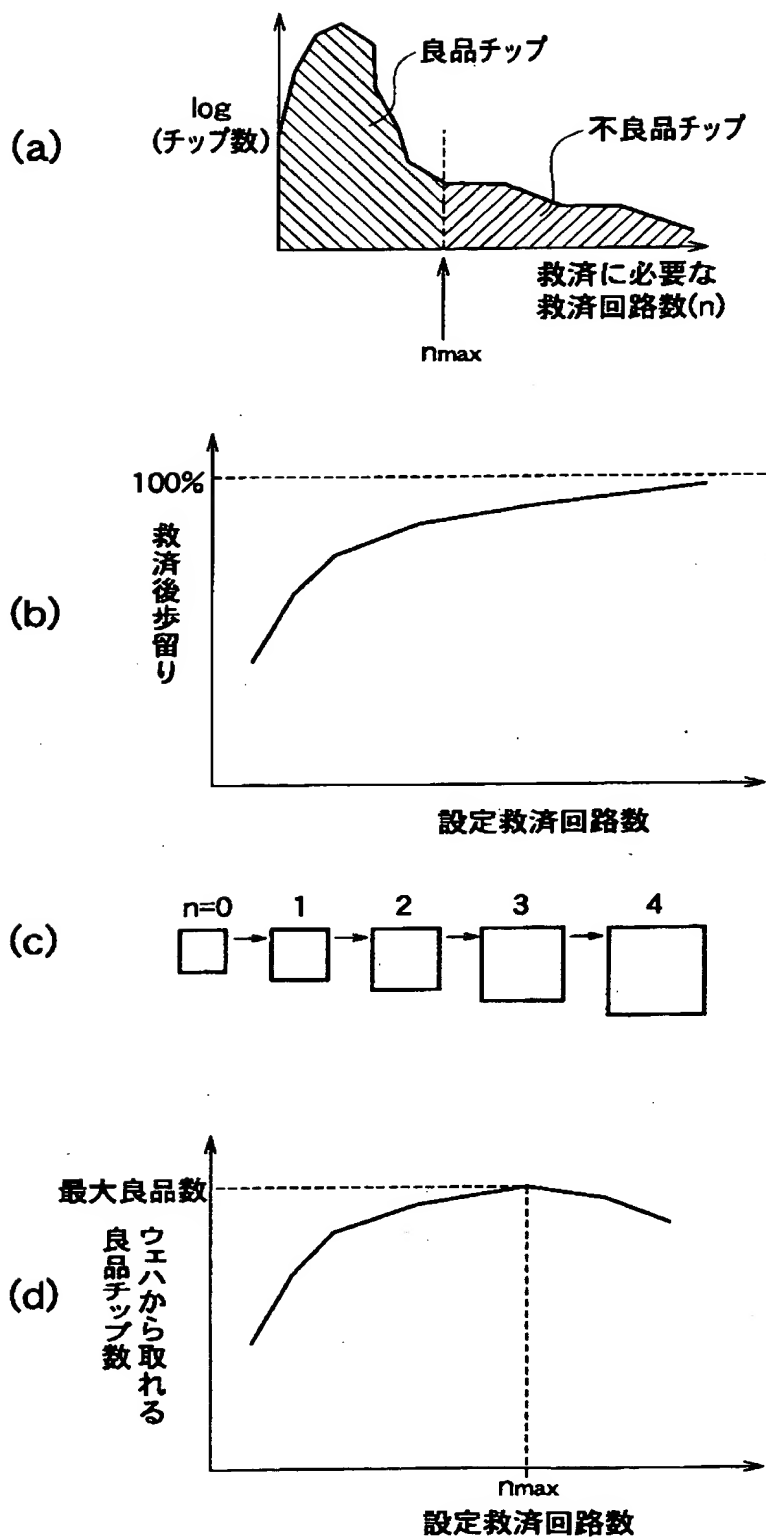 (a)
log
(チップ数)
良品チップ
不良品チップ
救済に必要な
救済回路数(n)
nmax
(b)
100%
救済後歩留り
設定救済回路数
(c)
n=0 1 2 3 4
(d)
最大良品数
ウェハから取れる
良品チップ数
nmax
設定救済回路数